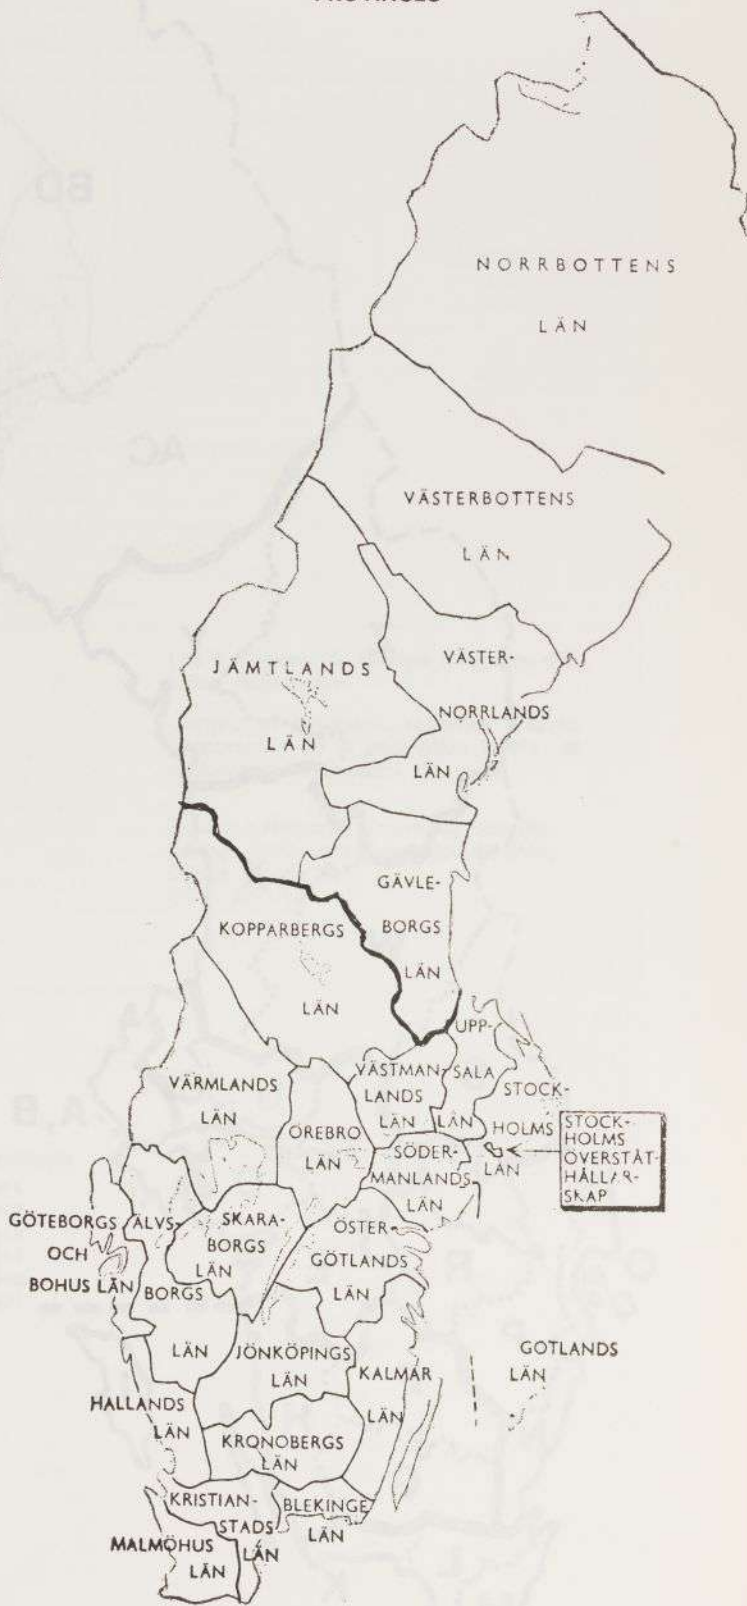 NORRBOTTENS
LÄN
VÄSTERBOTTENS
LÄN
JÄMTLANDS
LÄN
VÄSTER-
NORRLANDS
LÄN
GÄVLE-
BORGS
LÄN
KOPPARBERGS
LÄN
UPP-
SALA
LÄN
VÄSTMAN-
LANDS
LÄN
STOCK-
HOLMS
LÄN
STOCK-
HOLMS
ÖVERSTÅT-
HÅLLAR-
SKAP
VÄRMLANDS
LÄN
ÖREBRO
LÄN
SÖDER-
MANLANDS
LÄN
GÖTEBORGS
OCH
BOHUS LÄN
ÄLVS-
BORGS
LÄN
SKARA-
BORGS
LÄN
ÖSTER-
GÖTLANDS
LÄN
JÖNKÖPINGS
LÄN
KALMAR
LÄN
GOTLANDS
LÄN
HALLANDS
LÄN
KRONOBERGS
LÄN
KRISTIAN-
STADS
LÄN
BLEKINGE
LÄN
MALMÖHUS
LÄN
BD
AC
A,B